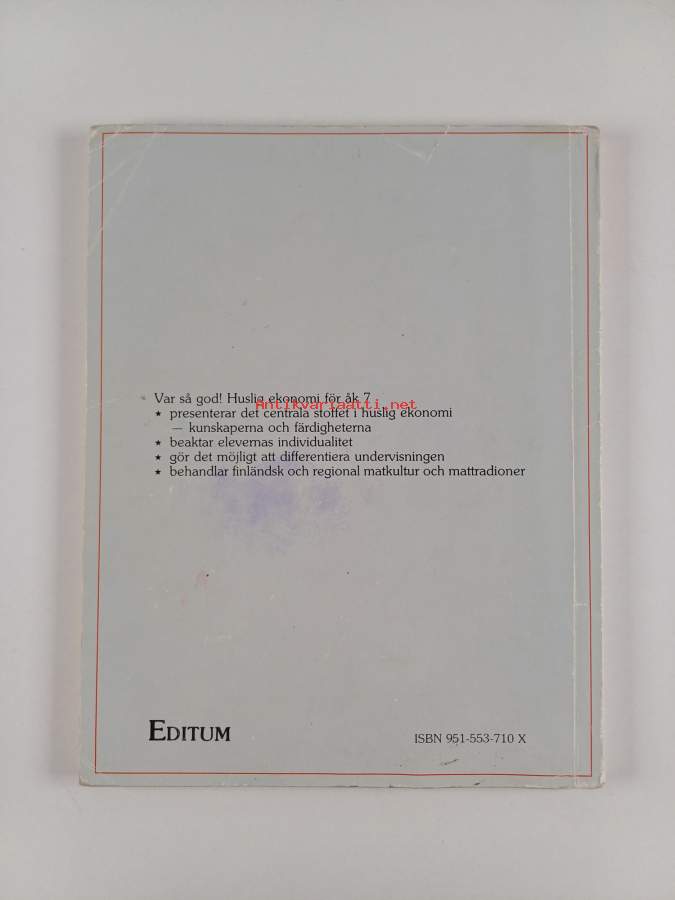 Var så god! Huslig ekonomi för åk 7
Antikvariaatti.net
★ presenterar det centrala stoffet i huslig ekonomi
— kunskaperna och färdigheterna
★ beaktar elevernas individualitet
★ gör det möjligt att differentiera undervisningen
★ behandlar finländsk och regional matkultur och mattradioner
EDITUM
ISBN 951-553-710 X